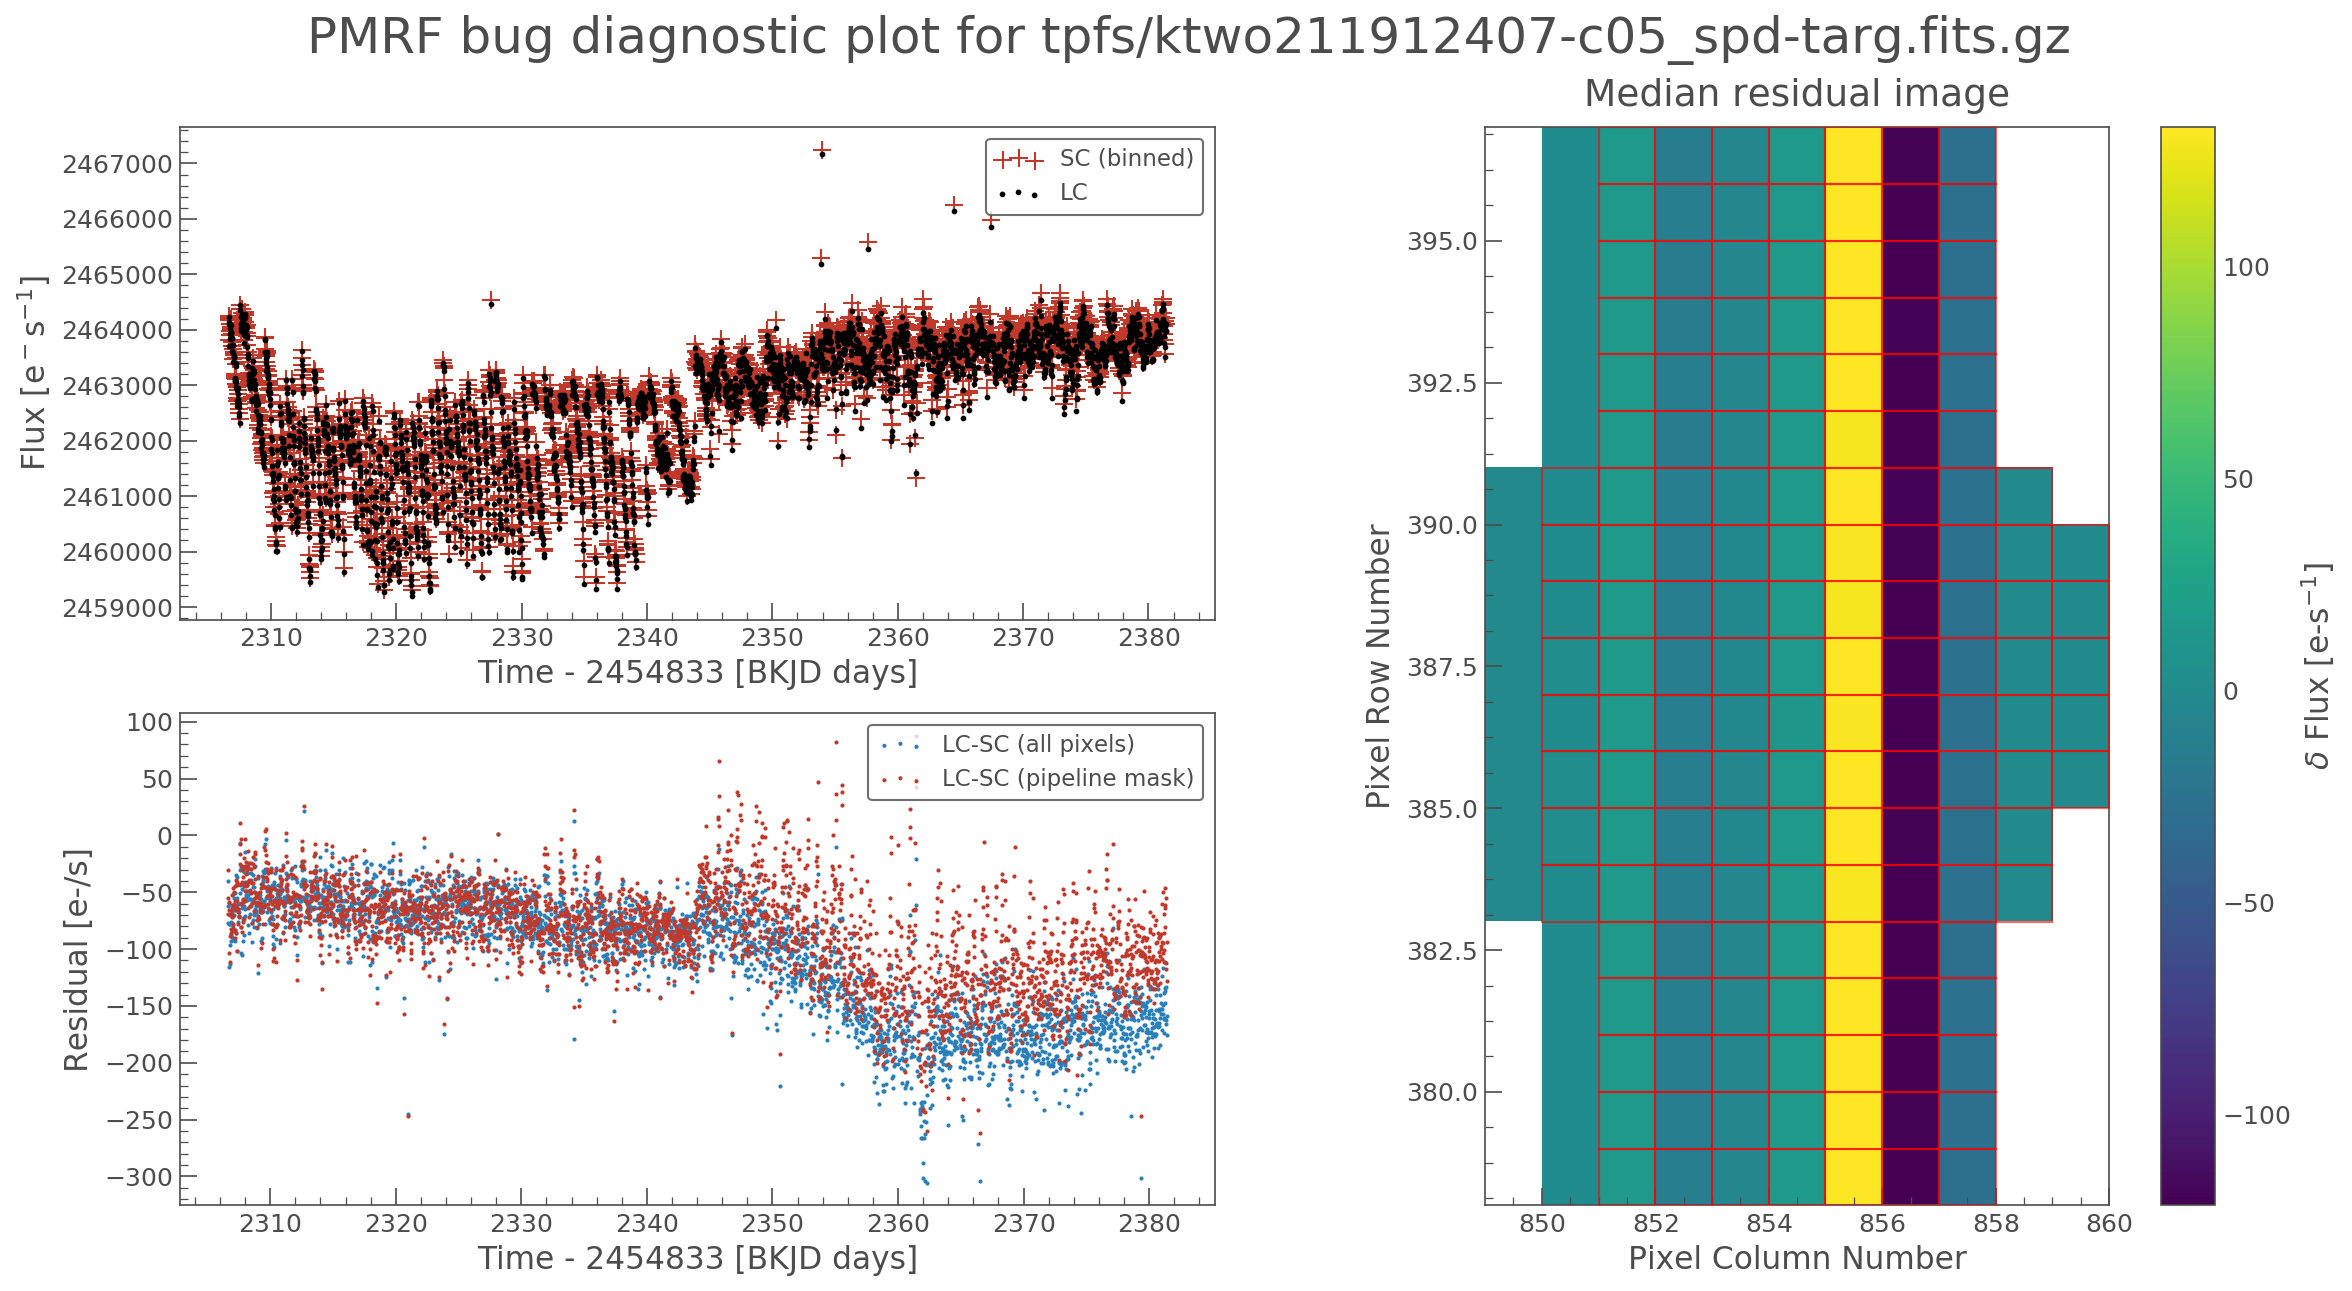 PMRF bug diagnostic plot for tpfs/ktwo211912407-c05_spd-targ.fits.gz
Flux [e⁻ s⁻¹]
2467000
2466000
2465000
2464000
2463000
2462000
2461000
2460000
2459000
SC (binned)
LC
2310 2320 2330 2340 2350 2360 2370 2380
Time - 2454833 [BKJD days]
Residual [e-/s]
100
50
0
−50
−100
−150
−200
−250
−300
LC-SC (all pixels)
LC-SC (pipeline mask)
2310 2320 2330 2340 2350 2360 2370 2380
Time - 2454833 [BKJD days]
Median residual image
Pixel Row Number
395.0
392.5
390.0
387.5
385.0
382.5
380.0
850 852 854 856 858 860
Pixel Column Number
100
50
0
−50
−100
δ Flux [e-s⁻¹]